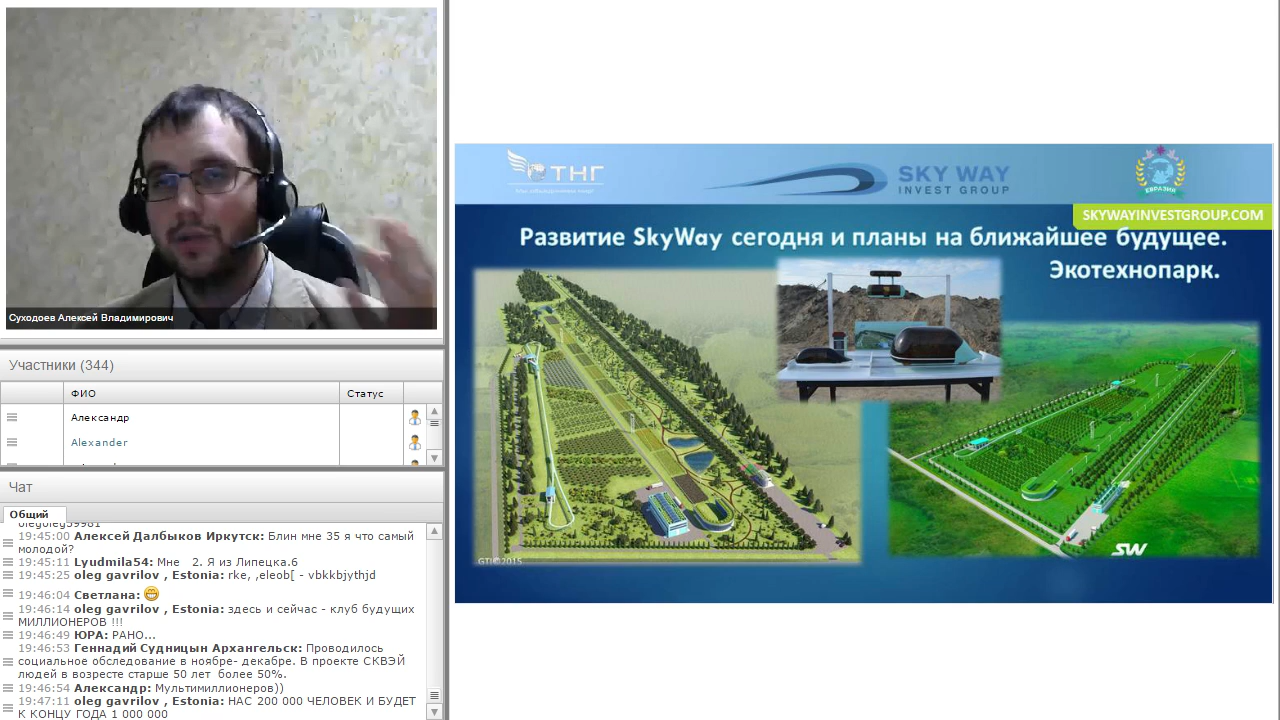 Суходоев Алексей Владимирович
Участники (344)
ФИО
Статус
Александр
Alexander
Чат
Общий
19:45:00 Алексей Далбыков Иркутск: Блин мне 35 я что самый
молодой?
19:45:11 Lyudmila54: Мне 2. Я из Липецка.6
19:45:25 oleg gavrilov , Estonia: rke, ,eleob[ - vbkkbjythjd
19:46:04 Светлана:
19:46:14 oleg gavrilov , Estonia: здесь и сейчас - клуб будущих
МИЛЛИОНЕРОВ !!!
19:46:49 ЮРА: РАНО...
19:46:53 Геннадий Судницын Архангельск: Проводилось
социальное обследование в ноябре- декабре. В проекте СКВЭЙ
людей в возресте старше 50 лет более 50%.
19:46:54 Александр: Мультимиллионеров))
19:47:11 oleg gavrilov , Estonia: НАС 200 000 ЧЕЛОВЕК И БУДЕТ
К КОНЦУ ГОДА 1 000 000
ТНГ
SKY WAY
INVEST GROUP
ЕВРАЗИЯ
SKYWAYINVESTGROUP.COM
Развитие SkyWay сегодня и планы на ближайшее будущее.
Экотехнопарк.
GTI©2015
SW